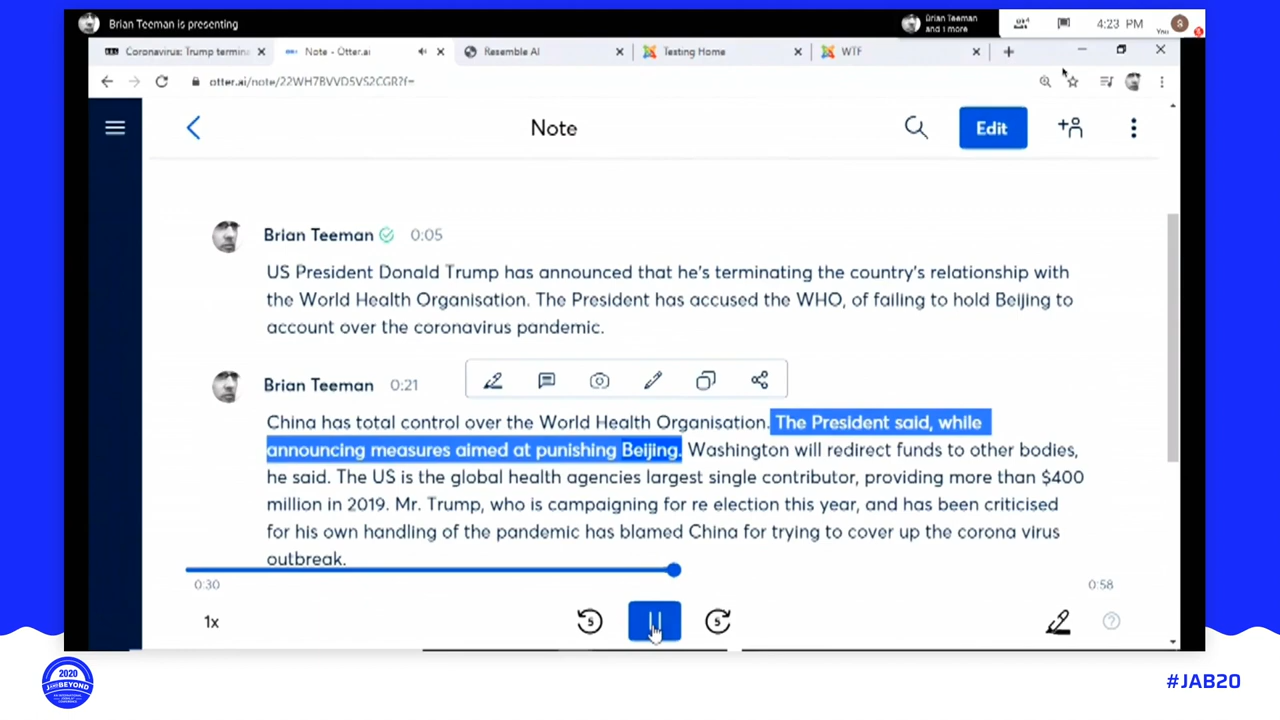 Brian Teeman is presenting
Brian Teeman
and 1 more
4:23 PM
You
S
Coronavirus: Trump termina
Note - Otter.ai
Resemble AI
Testing Home
WTF
otter.ai/note/22WH7BVVD5VS2CGR?f=
Note
Edit
Brian Teeman 0:05
US President Donald Trump has announced that he's terminating the country's relationship with
the World Health Organisation. The President has accused the WHO, of failing to hold Beijing to
account over the coronavirus pandemic.
Brian Teeman 0:21
China has total control over the World Health Organisation. The President said, while
announcing measures aimed at punishing Beijing. Washington will redirect funds to other bodies,
he said. The US is the global health agencies largest single contributor, providing more than $400
million in 2019. Mr. Trump, who is campaigning for re election this year, and has been criticised
for his own handling of the pandemic has blamed China for trying to cover up the corona virus
outbreak.
0:30
0:58
1x
5
5
?
2020
JANDBEYOND
#JAB20